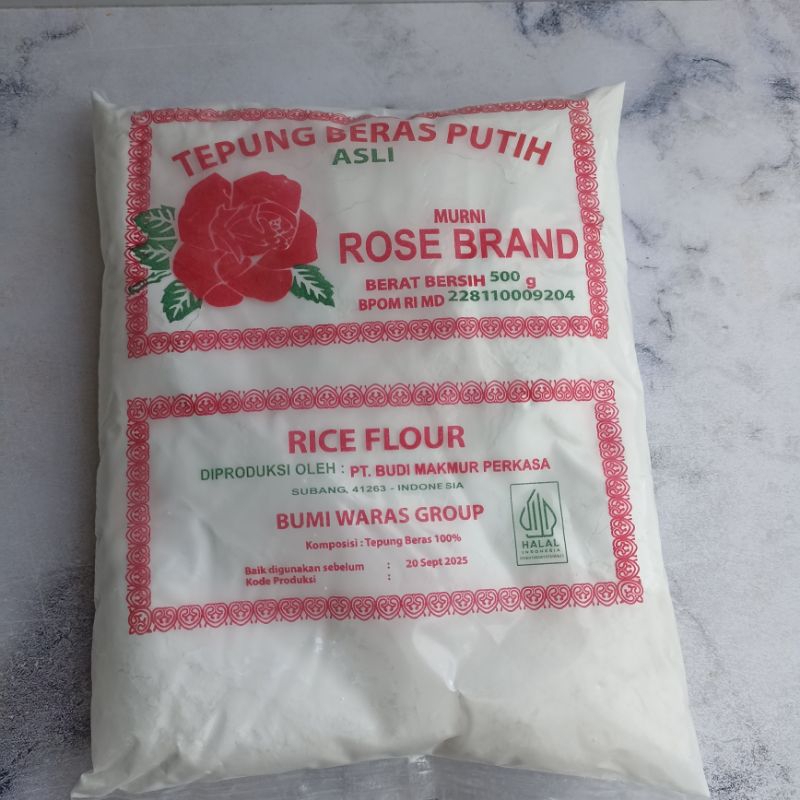 TEPUNG BERAS PUTIH
ASLI
MURNI
ROSE BRAND
BERAT BERSIH 500 g
BPOM RI MD 228110009204
RICE FLOUR
DIPRODUKSI OLEH : PT. BUDI MAKMUR PERKASA
SUBANG, 41263 - INDONESIA
BUMI WARAS GROUP
HALAL
INDONESIA
Komposisi : Tepung Beras 100%
Baik digunakan sebelum : 20 Sept 2025
Kode Produksi :